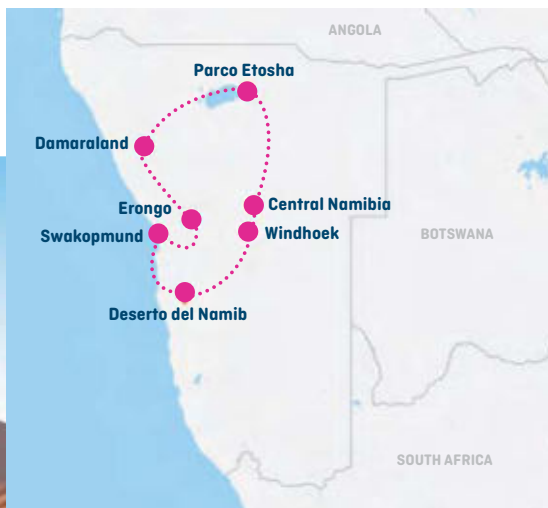 ANGOLA
Parco Etosha
Damaraland
Erongo
Central Namibia
Swakopmund
Windhoek
BOTSWANA
Deserto del Namib
SOUTH AFRICA